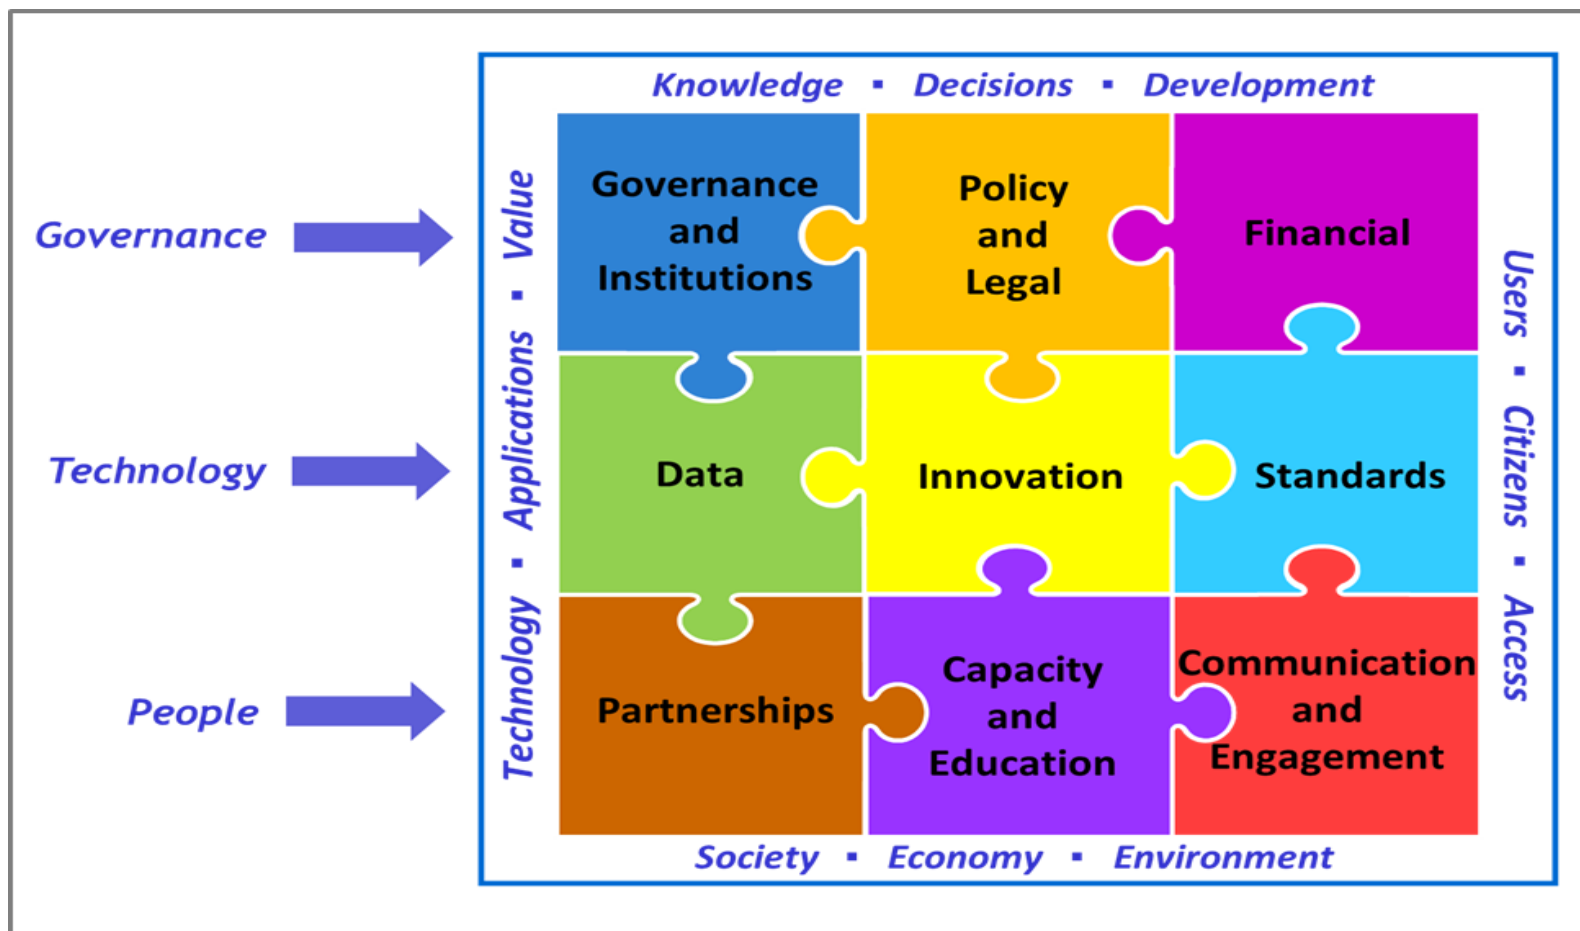 Knowledge ▪ Decisions ▪ Development
Governance
Technology
People
Technology ▪ Applications ▪ Value
Governance
and
Institutions
Policy
and
Legal
Financial
Data
Innovation
Standards
Partnerships
Capacity
and
Education
Communication
and
Engagement
Users ▪ Citizens ▪ Access
Society ▪ Economy ▪ Environment